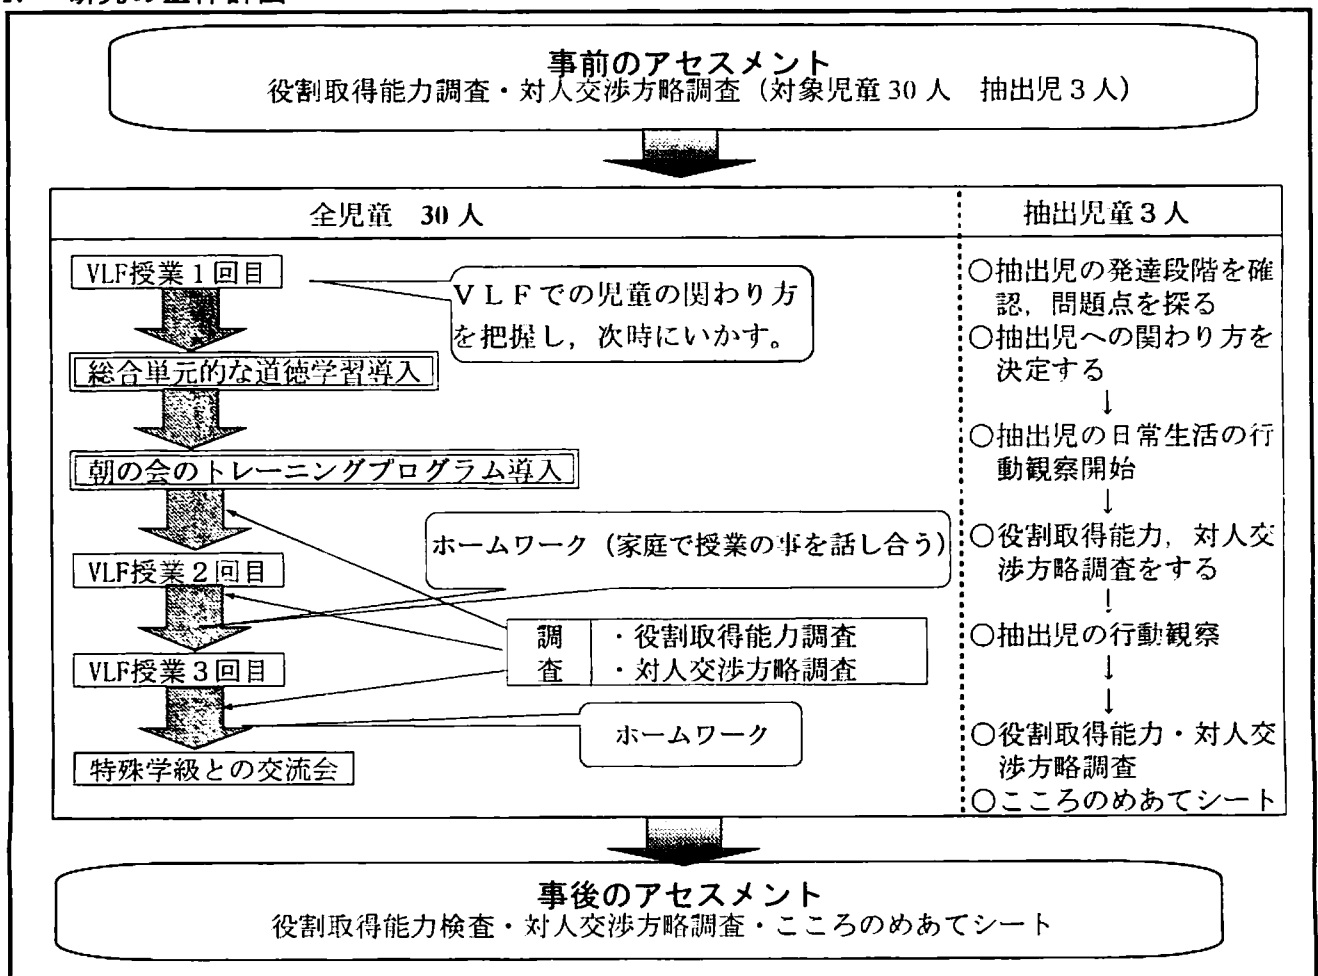 事前のアセスメント
役割取得能力調査・対人交渉方略調査（対象児童30人　抽出児3人）
全児童　30人
VLF授業1回目
VLFでの児童の関わり方
を把握し，次時にいかす。
総合単元的な道徳学習導入
朝の会のトレーニングプログラム導入
ホームワーク（家庭で授業の事を話し合う）
VLF授業2回目
調査
・役割取得能力調査
・対人交渉方略調査
VLF授業3回目
ホームワーク
特殊学級との交流会
抽出児童3人
○抽出児の発達段階を確
認，問題点を探る
○抽出児への関わり方を
決定する
↓
○抽出児の日常生活の行
動観察開始
↓
○役割取得能力，対人交
渉方略調査をする
↓
○抽出児の行動観察
↓
↓
○役割取得能力・対人交
渉方略調査
○こころのめあてシート
事後のアセスメント
役割取得能力検査・対人交渉方略調査・こころのめあてシート